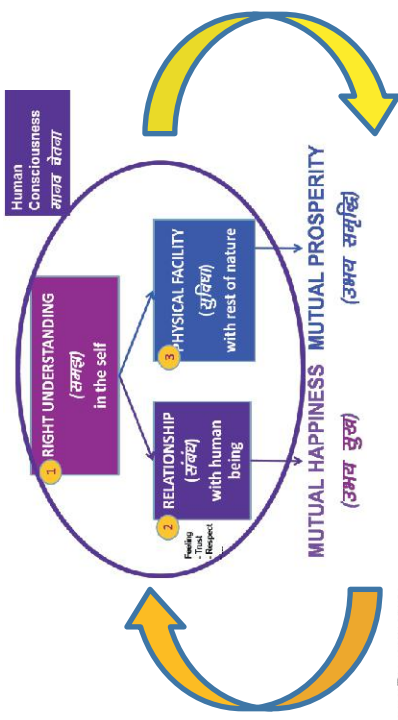 Human
Consciousness
मानव चेतना
1
RIGHT UNDERSTANDING
(समझ)
in the self
2
RELATIONSHIP
(संबंध)
with human
being
Feeling
- Trust
- Respect
3
PHYSICAL FACILITY
(सुविधा)
with rest of nature
MUTUAL HAPPINESS
(उभय सुख)
MUTUAL PROSPERITY
(उभय समृद्धि)